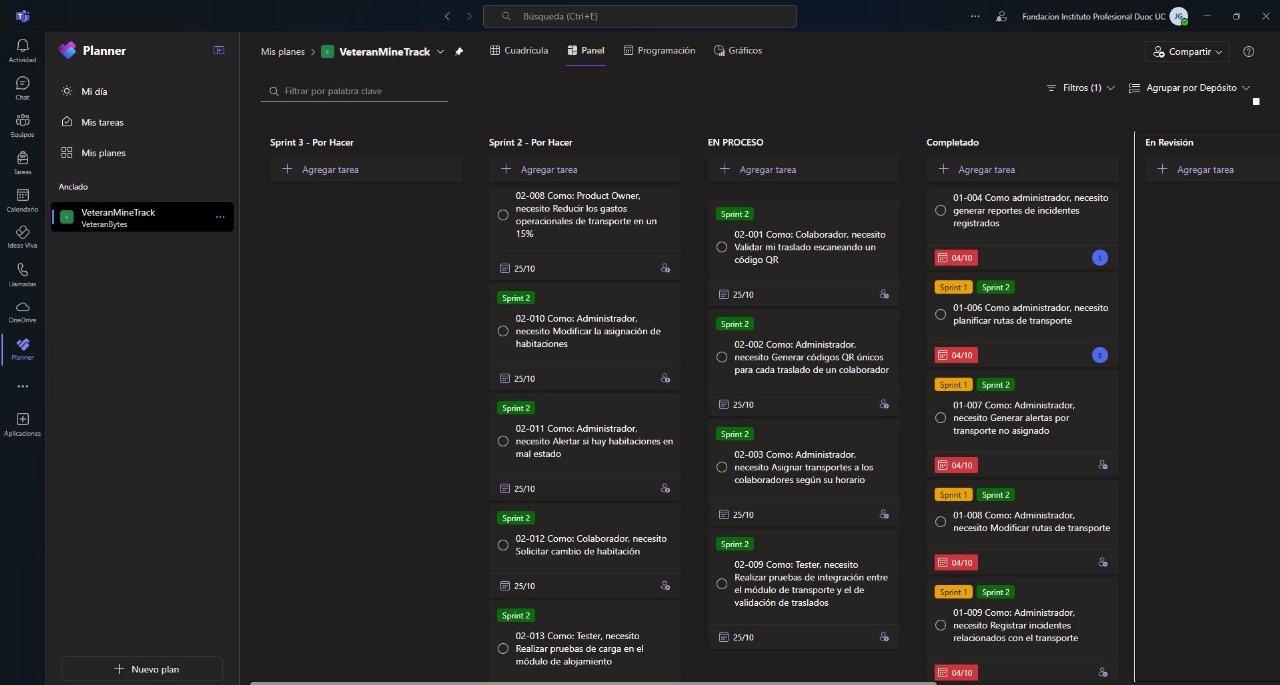 Búsqueda (Ctrl+E)
Fundacion Instituto Profesional Duoc UC
JG
Actividad
Chat
Equipos
Tareas
Calendario
Ideas Viva
Llamadas
OneDrive
Planner
Aplicaciones
Planner
Mi día
Mis tareas
Mis planes
Anclado
VeteranMineTrack
VeteranBytes
Nuevo plan
Mis planes > VeteranMineTrack
Cuadrícula
Panel
Programación
Gráficos
Compartir
Filtrar por palabra clave
Filtros (1)
Agrupar por Depósito
Sprint 3 - Por Hacer
Agregar tarea
Sprint 2 - Por Hacer
Agregar tarea
02-008 Como: Product Owner,
necesito Reducir los gastos
operacionales de transporte en un
15%
25/10
Sprint 2
02-010 Como: Administrador,
necesito Modificar la asignación de
habitaciones
25/10
Sprint 2
02-011 Como: Administrador,
necesito Alertar si hay habitaciones en
mal estado
25/10
Sprint 2
02-012 Como: Colaborador, necesito
Solicitar cambio de habitación
25/10
Sprint 2
02-013 Como: Tester, necesito
Realizar pruebas de carga en el
módulo de alojamiento
EN PROCESO
Agregar tarea
Sprint 2
02-001 Como: Colaborador, necesito
Validar mi traslado escaneando un
código QR
25/10
Sprint 2
02-002 Como: Administrador,
necesito Generar códigos QR únicos
para cada traslado de un colaborador
25/10
Sprint 2
02-003 Como: Administrador,
necesito Asignar transportes a los
colaboradores según su horario
25/10
Sprint 2
02-009 Como: Tester, necesito
Realizar pruebas de integración entre
el módulo de transporte y el de
validación de traslados
25/10
Completado
Agregar tarea
01-004 Como administrador, necesito
generar reportes de incidentes
registrados
04/10
S
Sprint 1 Sprint 2
01-006 Como administrador, necesito
planificar rutas de transporte
04/10
S
Sprint 1 Sprint 2
01-007 Como: Administrador,
necesito Generar alertas por
transporte no asignado
04/10
Sprint 1 Sprint 2
01-008 Como: Administrador,
necesito Modificar rutas de transporte
04/10
Sprint 1 Sprint 2
01-009 Como: Administrador,
necesito Registrar incidentes
relacionados con el transporte
04/10
En Revisión
Agregar tarea